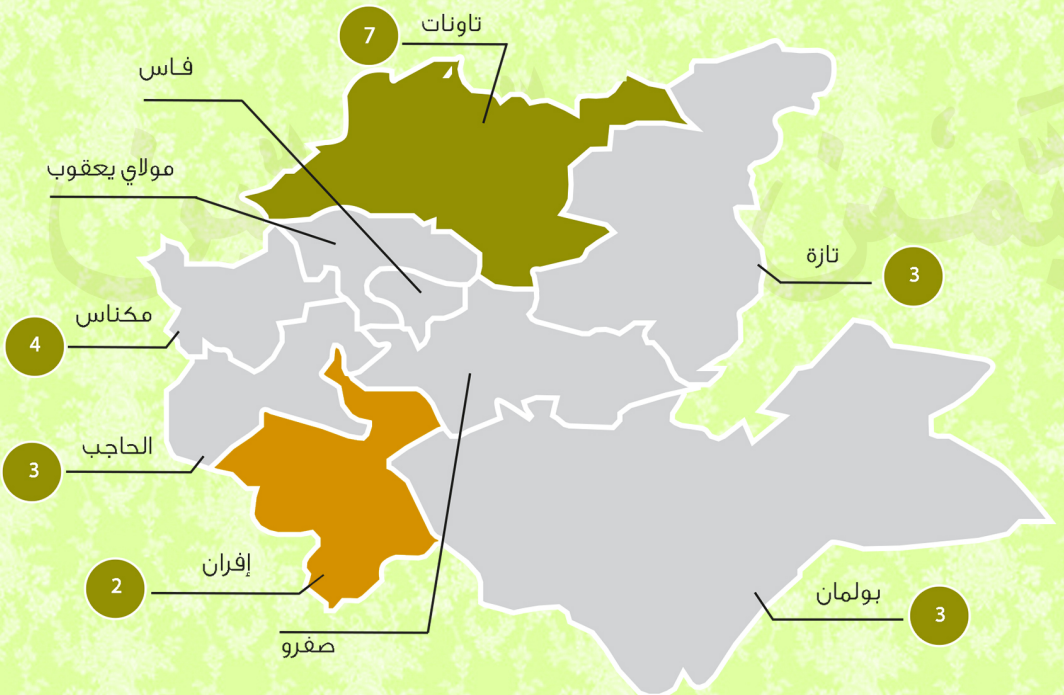 تاونات
7
فاس
مولاي يعقوب
تازة
3
مكناس
4
الحاجب
3
إفران
2
بولمان
3
صفرو